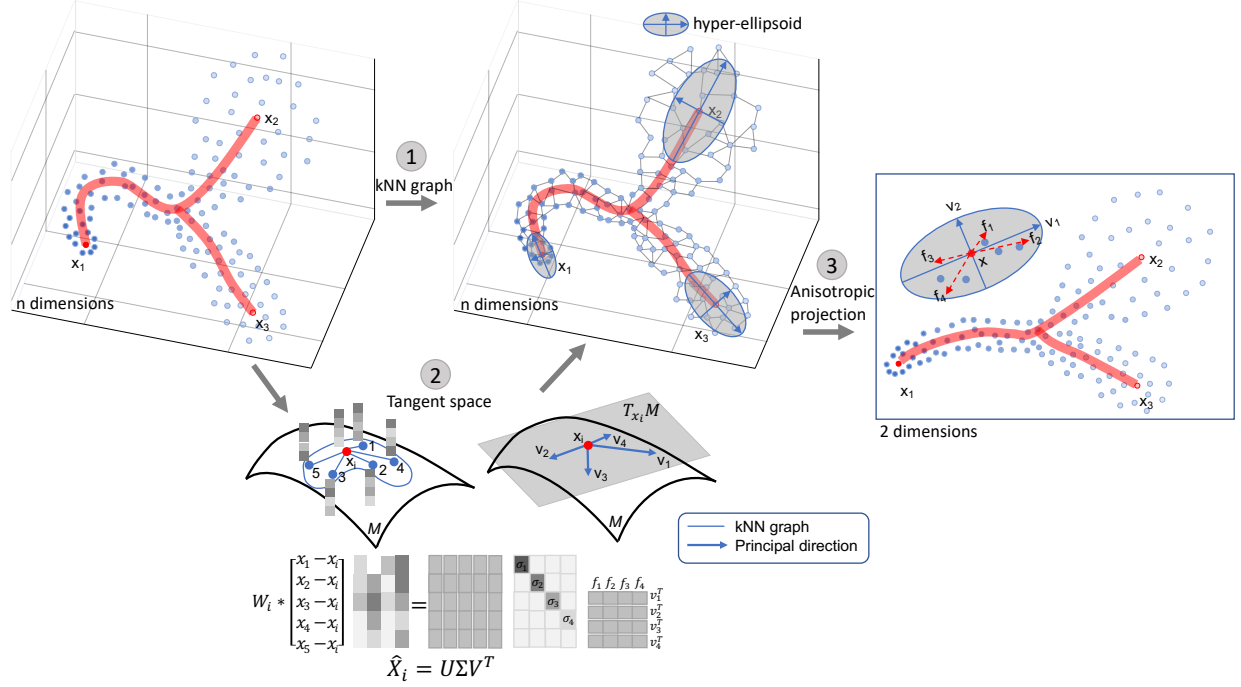 x₂
x₁
x₃
n dimensions
1
kNN graph
hyper-ellipsoid
x₂
x₁
x₃
n dimensions
3
Anisotropic
projection
v₂
v₁
f₁
f₂
f₃
x
f₄
x₂
x₁
x₃
2 dimensions
2
Tangent space
1
xᵢ
4
5
3
2
M
TₓᵢM
xᵢ
v₄
v₂
v₁
v₃
M
kNN graph
Principal direction
Wᵢ *
x₁ − xᵢ
x₂ − xᵢ
x₃ − xᵢ
x₄ − xᵢ
x₅ − xᵢ
=
σ₁
σ₂
σ₃
σ₄
f₁ f₂ f₃ f₄
v₁ᵀ
v₂ᵀ
v₃ᵀ
v₄ᵀ
X̂ᵢ = UΣVᵀ